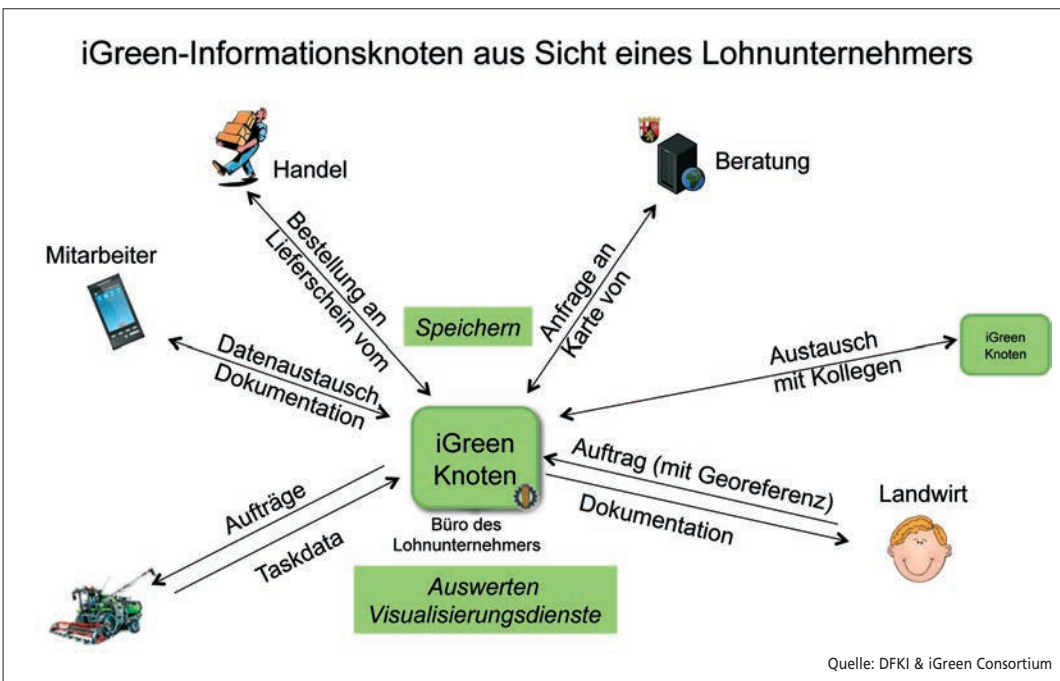 iGreen-Informationsknoten aus Sicht eines Lohnunternehmers
Handel
Beratung
Mitarbeiter
Bestellung an
Lieferschein vom
Speichern
Anfrage an
Karte von
Austausch
mit Kollegen
iGreen
Knoten
Datenaustausch,
Dokumentation
iGreen
Knoten
Büro des
Lohnunternehmers
Auftrag (mit Georeferenz)
Dokumentation
Landwirt
Aufträge
Taskdata
Auswerten
Visualisierungsdienste
Quelle: DFKI & iGreen Consortium